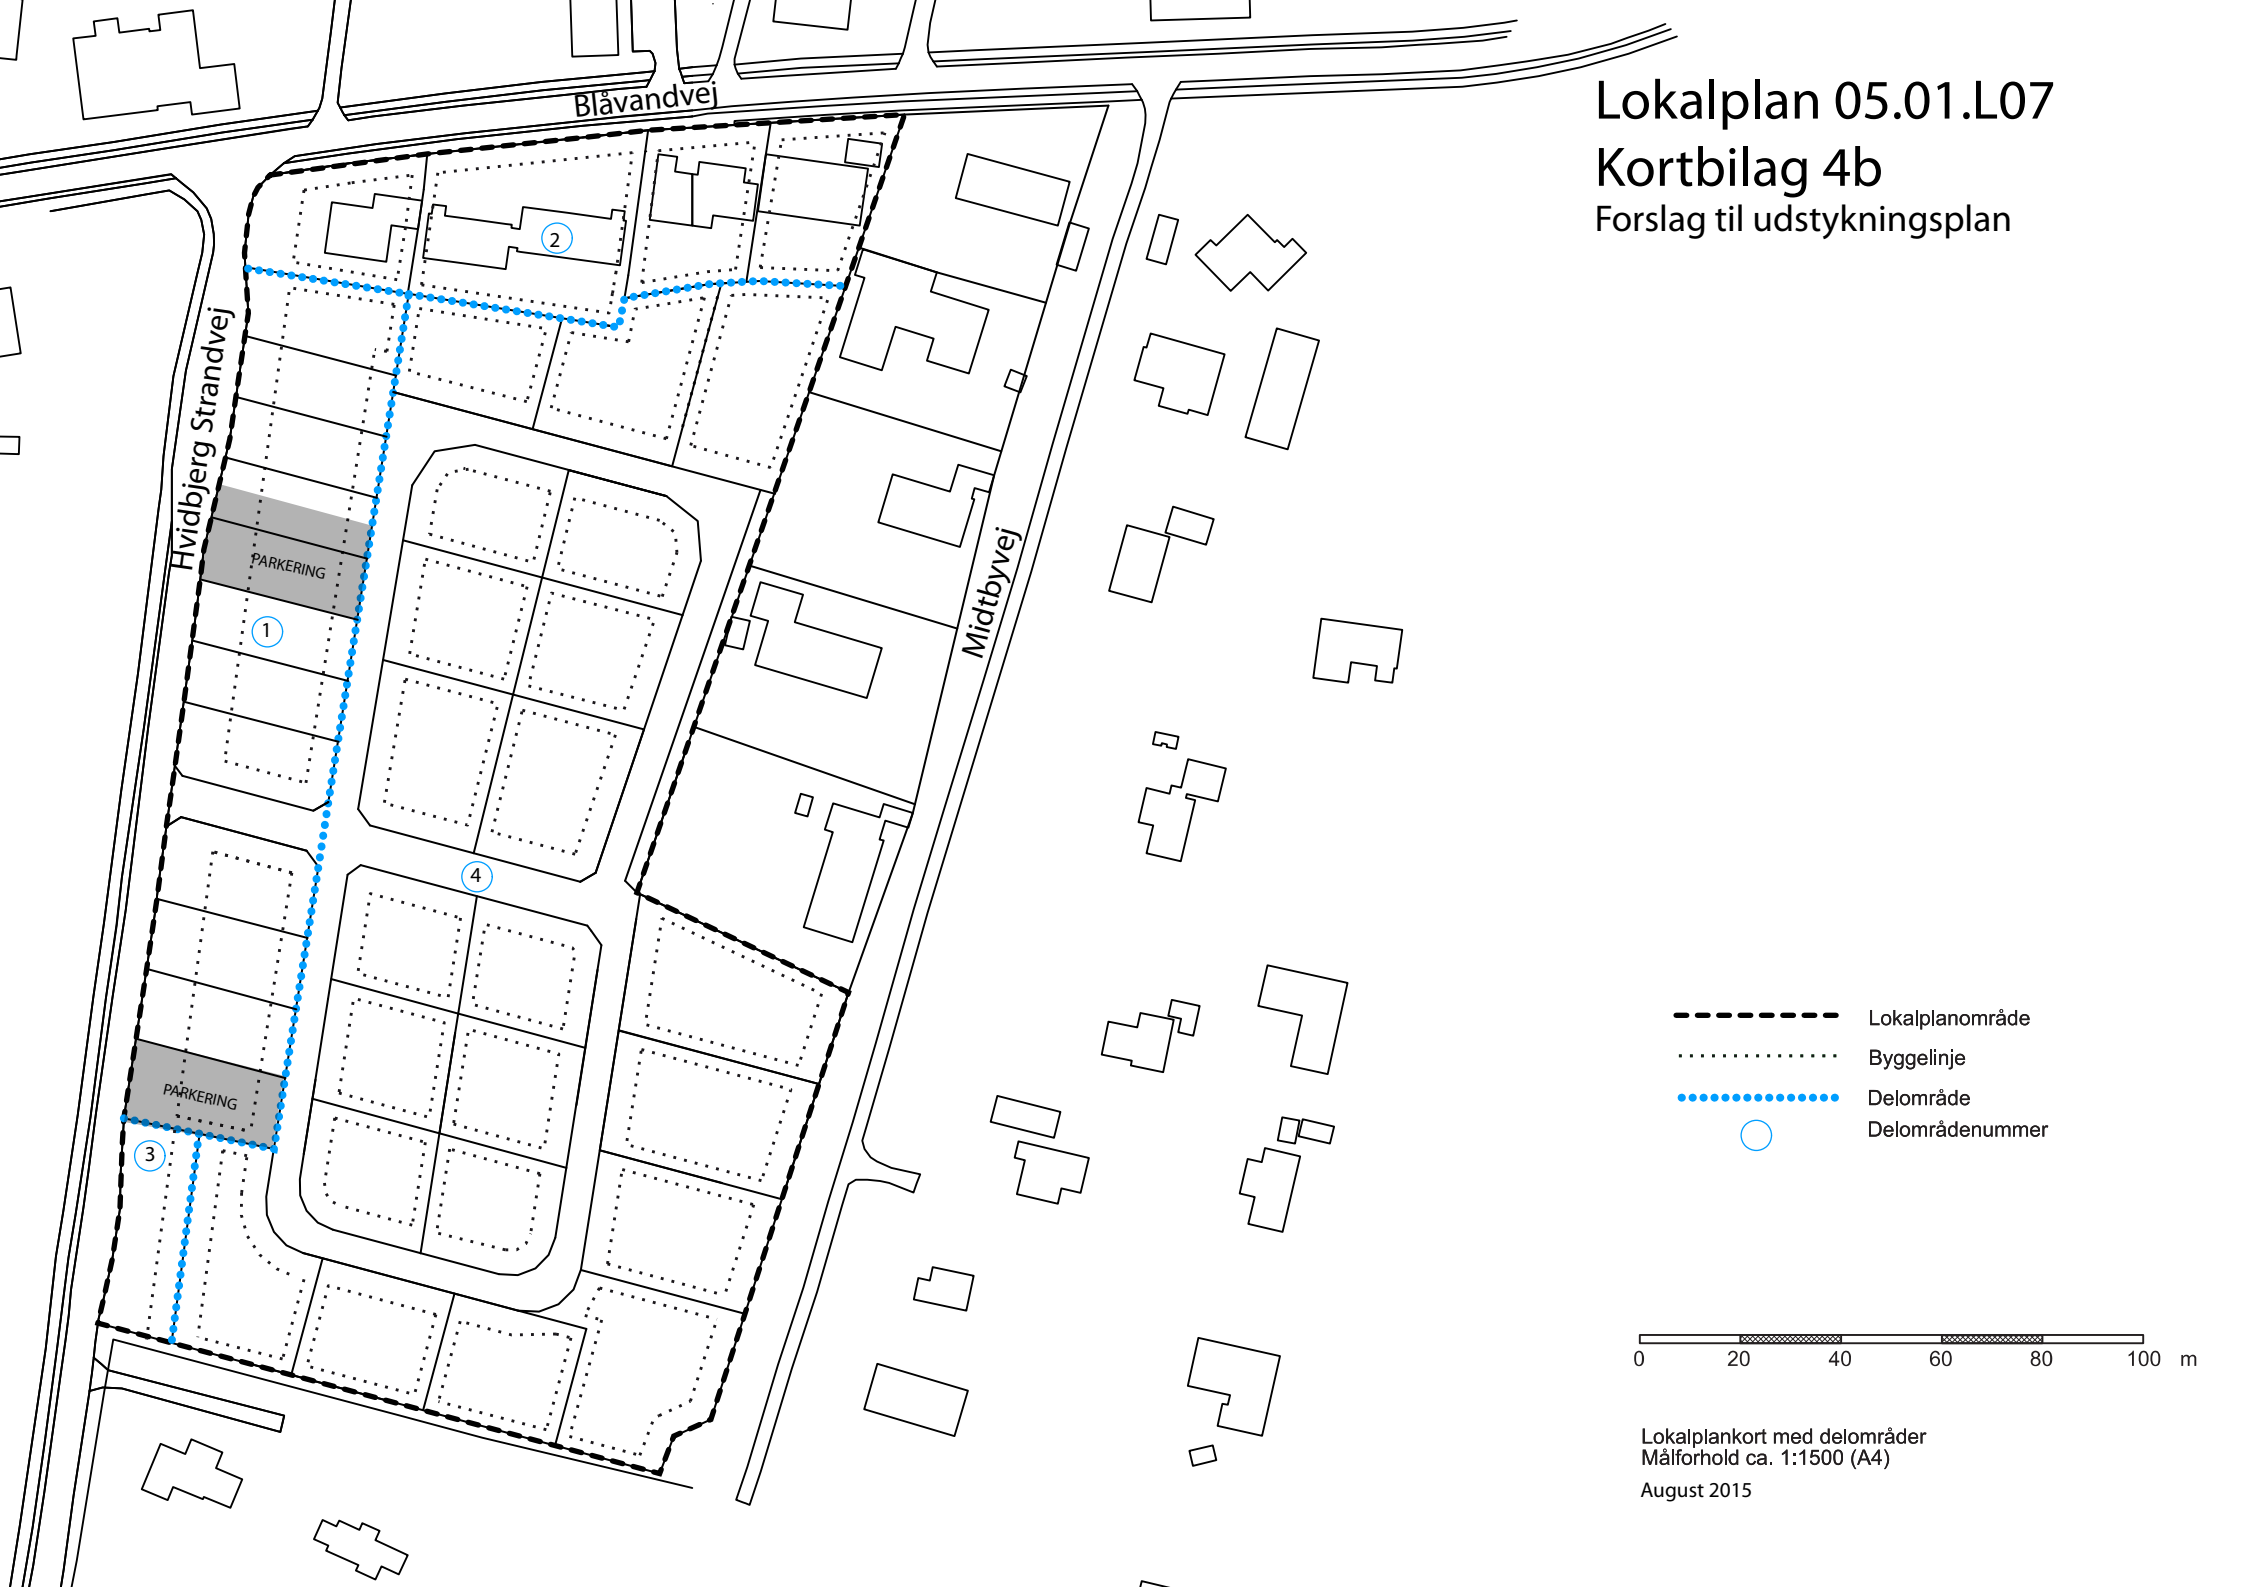 Lokalplan 05.01.L07
Kortbilag 4b
Forslag til udstykningsplan
Blåvandvej
Hvidbjerg Strandvej
Midtbyvej
2
PARKERING
1
4
PARKERING
3
Lokalplanområde
Byggelinje
Delområde
Delområdenummer
0 20 40 60 80 100 m
Lokalplankort med delområder
Målforhold ca. 1:1500 (A4)
August 2015